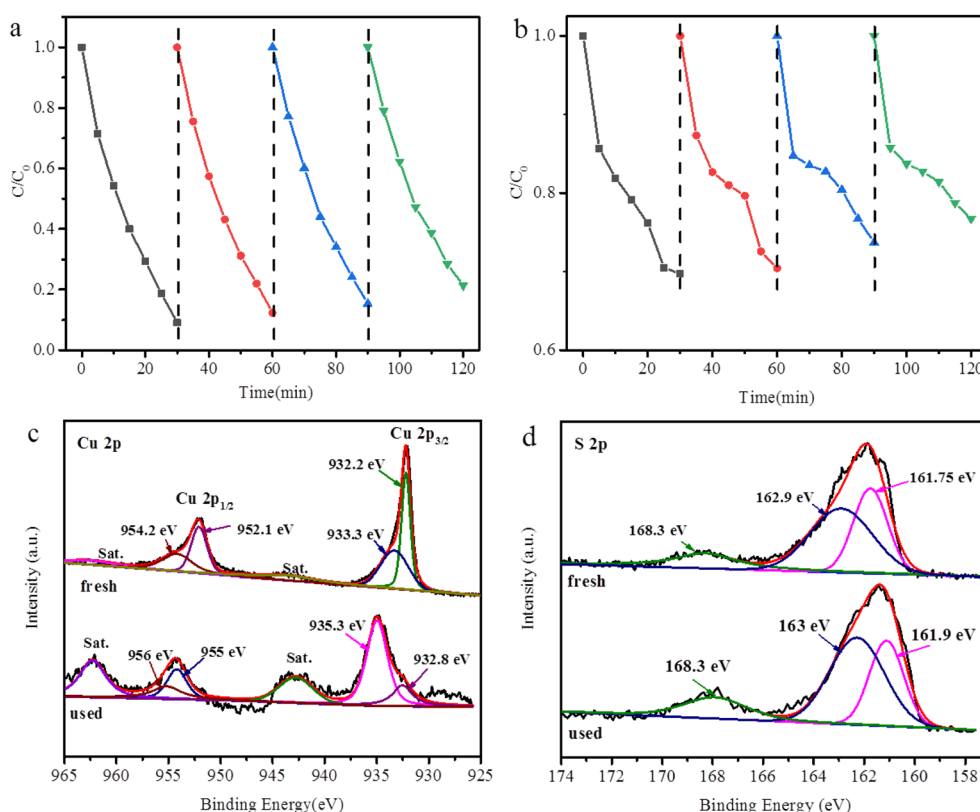 a
1.0
0.8
0.6
0.4
0.2
0.0
C/C0
0 20 40 60 80 100 120
Time(min)
b
1.0
0.8
0.6
C/C0
0 20 40 60 80 100 120
Time(min)
c
Cu 2p
Cu 2p3/2
932.2 eV
Cu 2p1/2
954.2 eV
952.1 eV
933.3 eV
Sat.
Sat.
fresh
935.3 eV
Sat.
956 eV
955 eV
Sat.
932.8 eV
used
Intensity (a.u.)
965 960 955 950 945 940 935 930 925
Binding Energy(eV)
d
S 2p
161.75 eV
162.9 eV
168.3 eV
fresh
163 eV
161.9 eV
168.3 eV
used
Intensity (a.u.)
174 172 170 168 166 164 162 160 158
Binding Energy (eV)